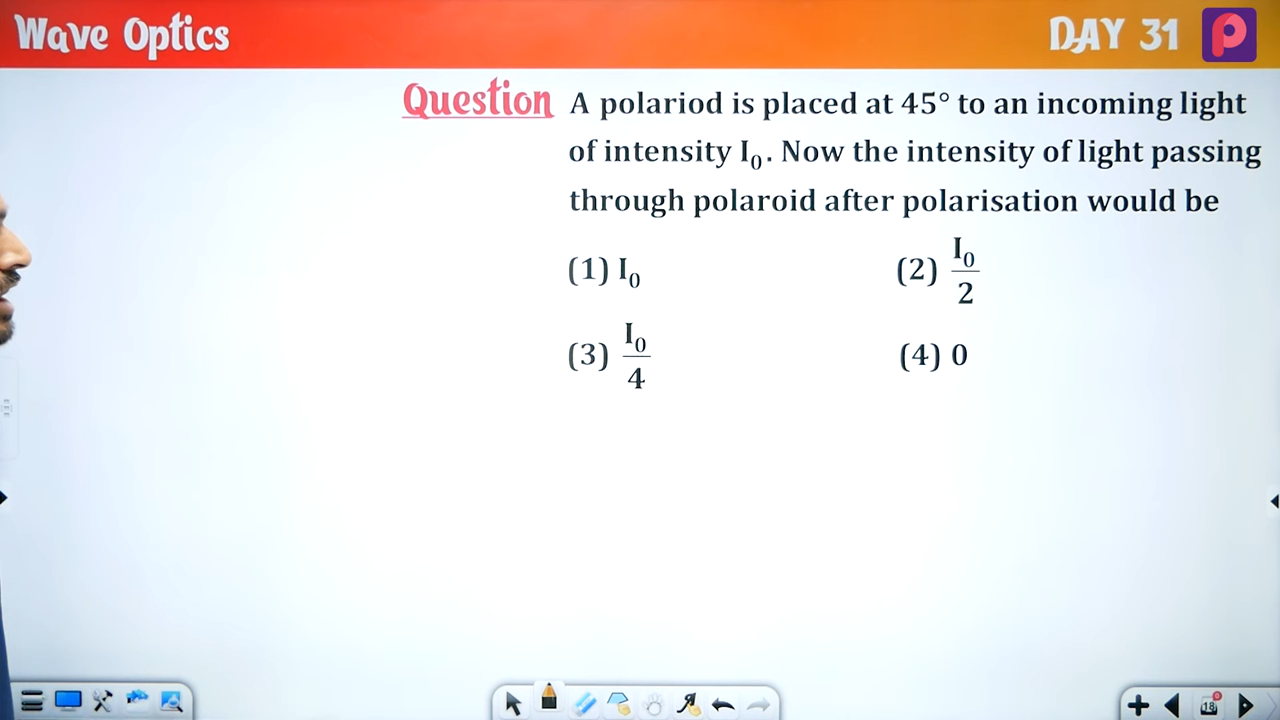 Wave Optics
DAY 31
Question A polariod is placed at 45° to an incoming light
of intensity I₀. Now the intensity of light passing
through polaroid after polarisation would be
(1) I₀ (2) I₀/2
(3) I₀/4 (4) 0
18